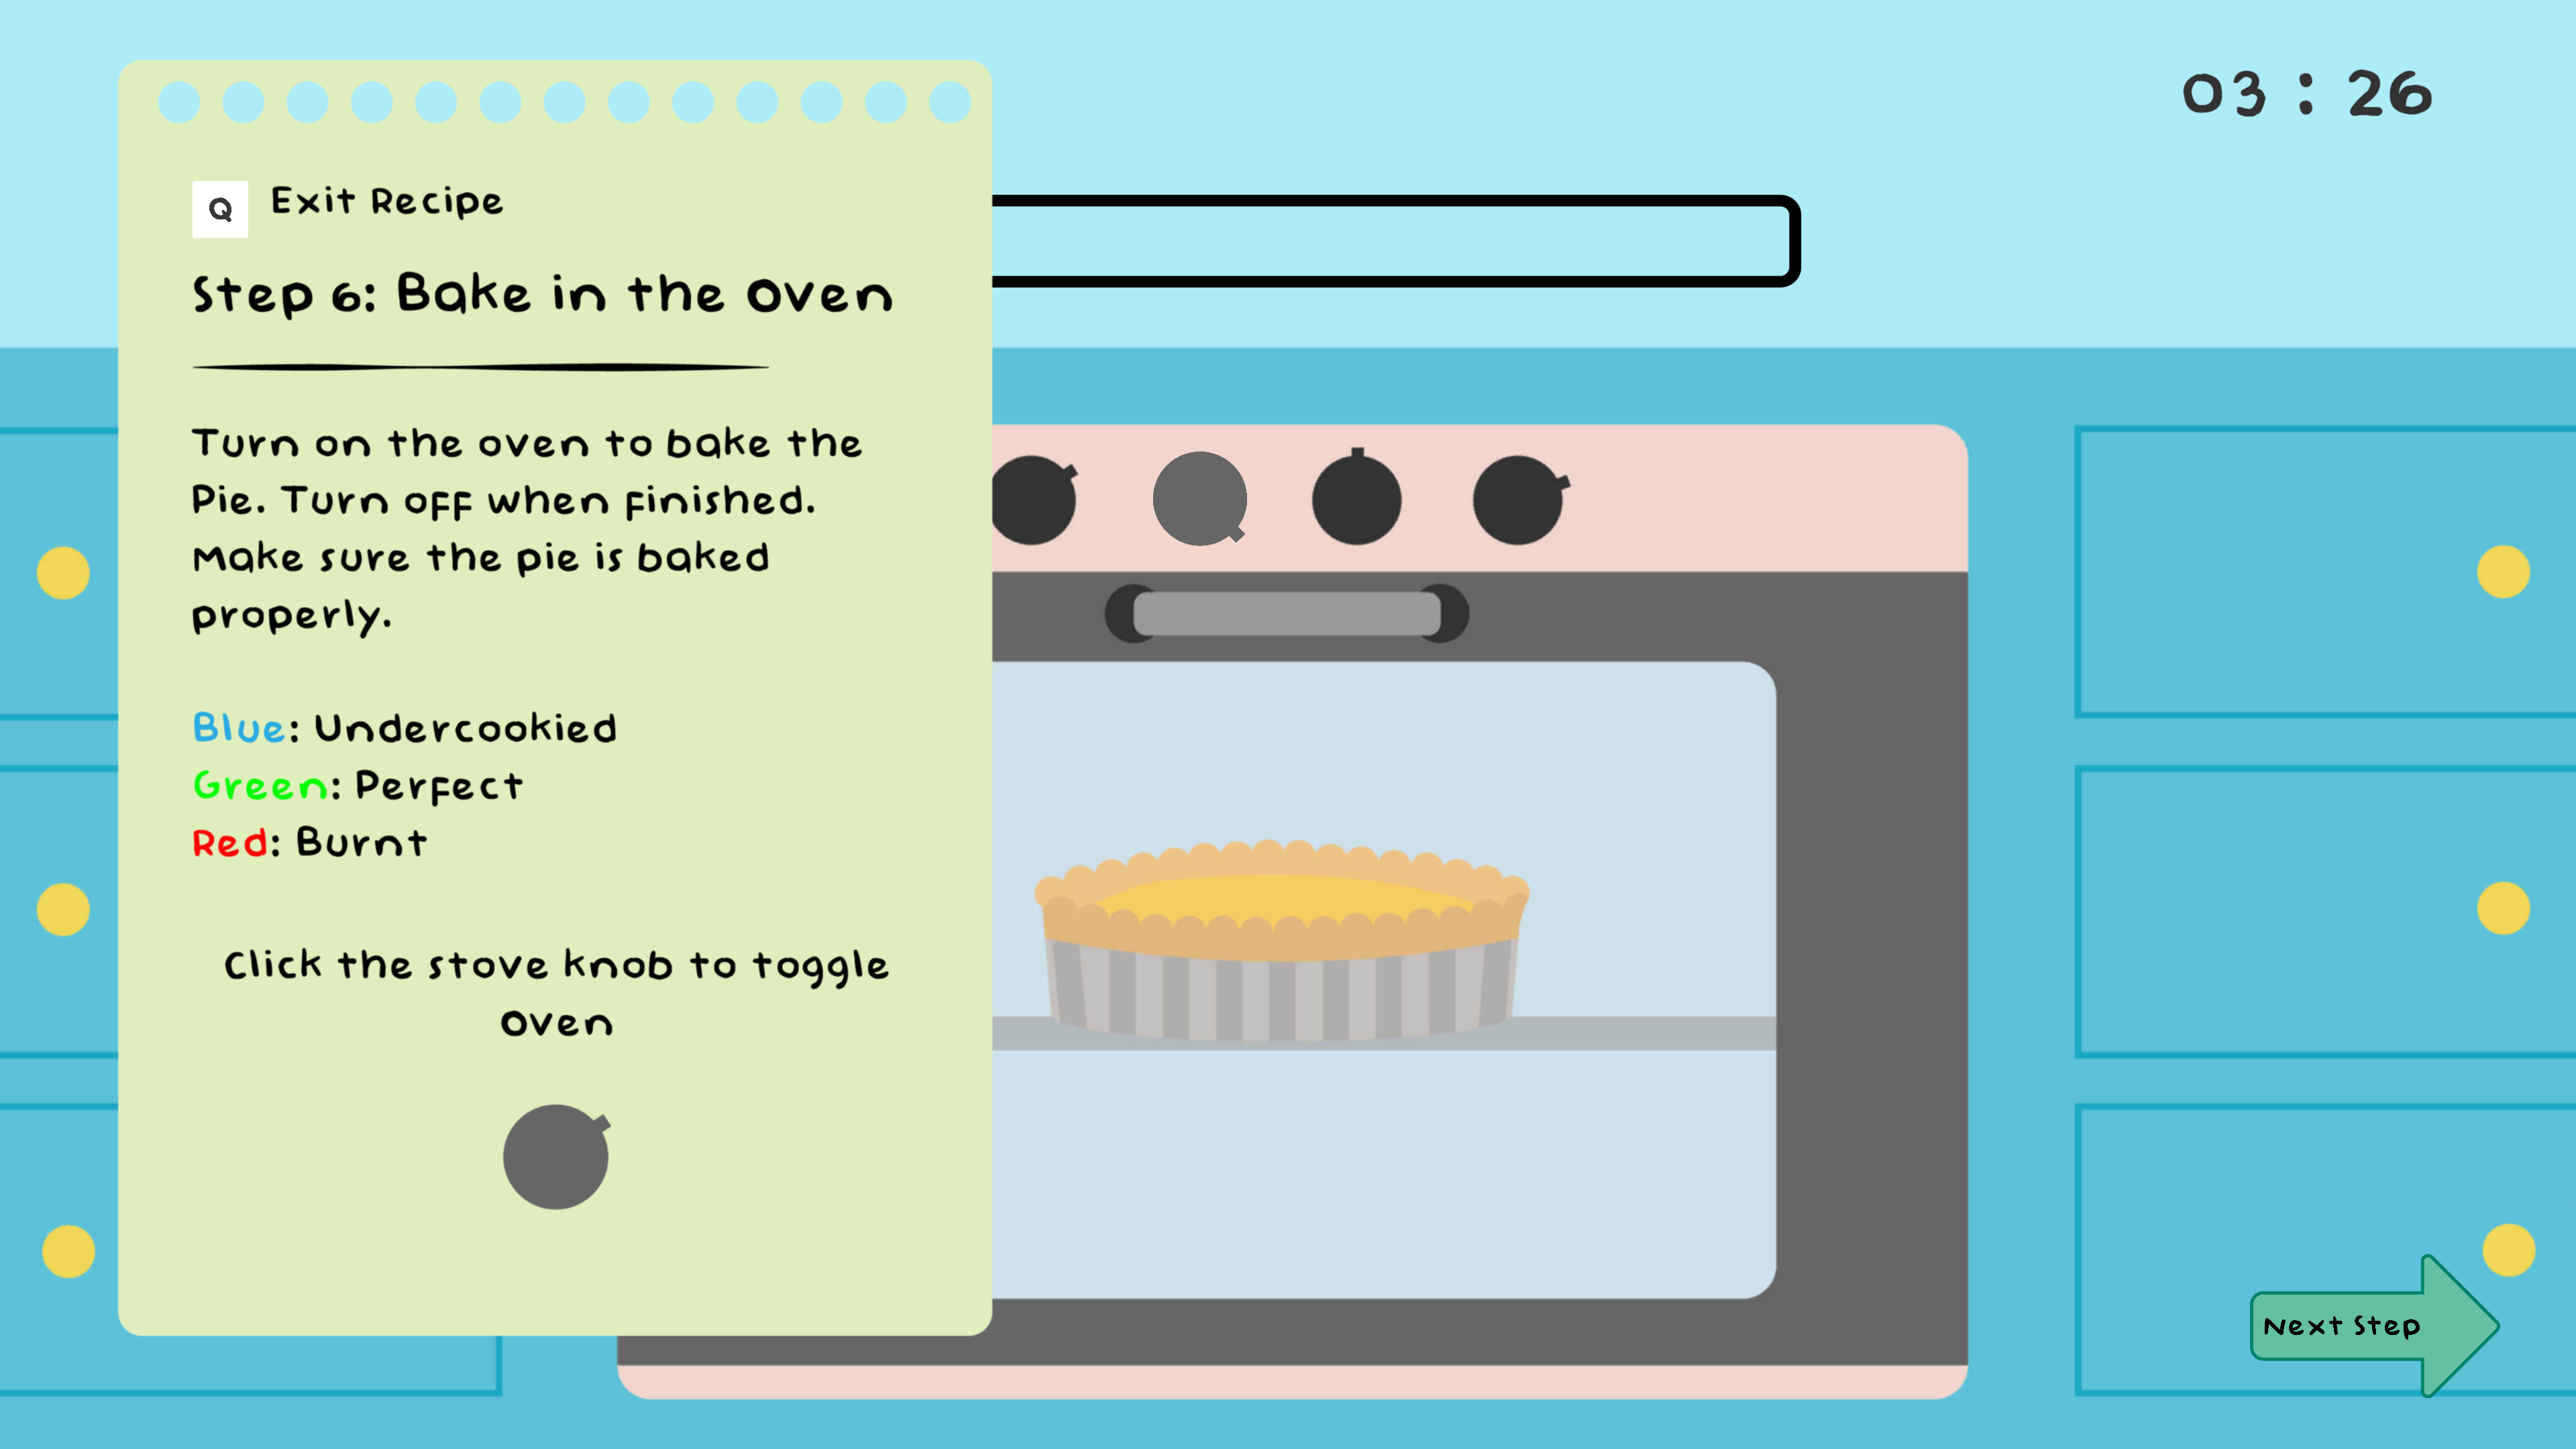 03 : 26
Q Exit Recipe
Step 6: Bake in the Oven
Turn on the oven to bake the
Pie. Turn off when finished.
Make sure the pie is baked
properly.
Blue: Undercookied
Green: Perfect
Red: Burnt
Click the stove knob to toggle
Oven
Next Step